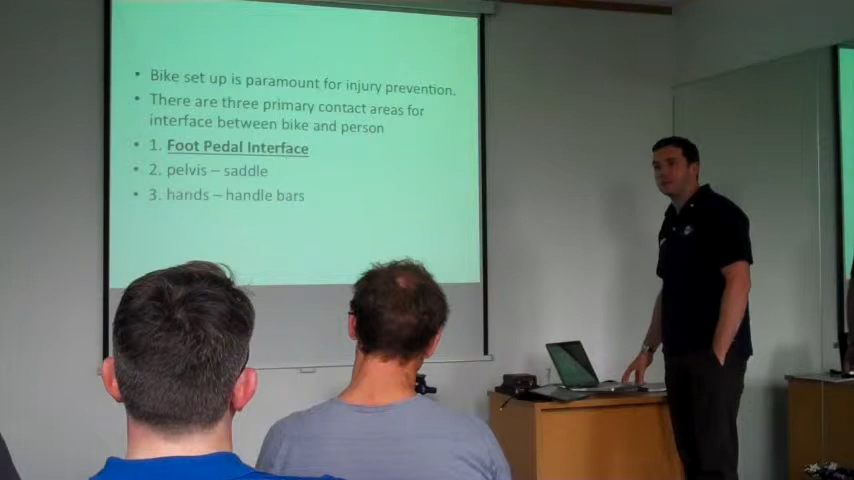 • Bike set up is paramount for injury prevention.
• There are three primary contact areas for
interface between bike and person
• 1. Foot Pedal Interface
• 2. pelvis – saddle
• 3. hands – handle bars